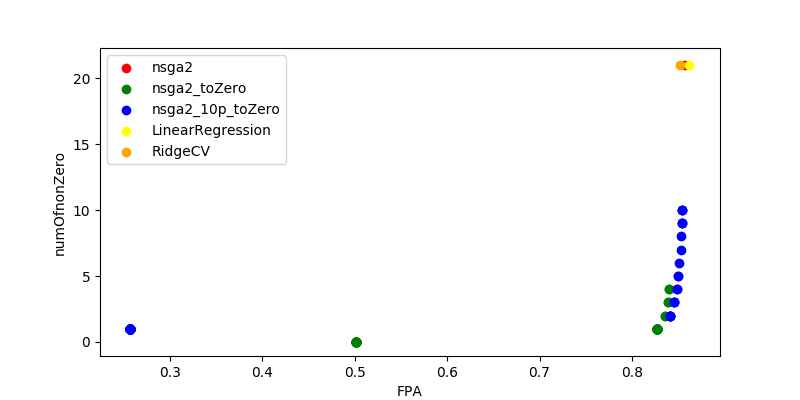 nsga2
nsga2_toZero
nsga2_10p_toZero
LinearRegression
RidgeCV
numOfnonZero
20
15
10
5
0
0.3 0.4 0.5 0.6 0.7 0.8
FPA